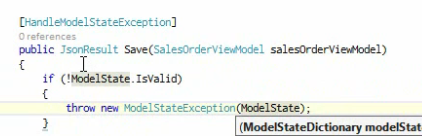 [HandleModelStateException]
0 references
public JsonResult Save(SalesOrderViewModel salesOrderViewModel)
{
if (!ModelState.IsValid)
{
throw new ModelStateException(ModelState);
}
(ModelStateDictionary modelStat